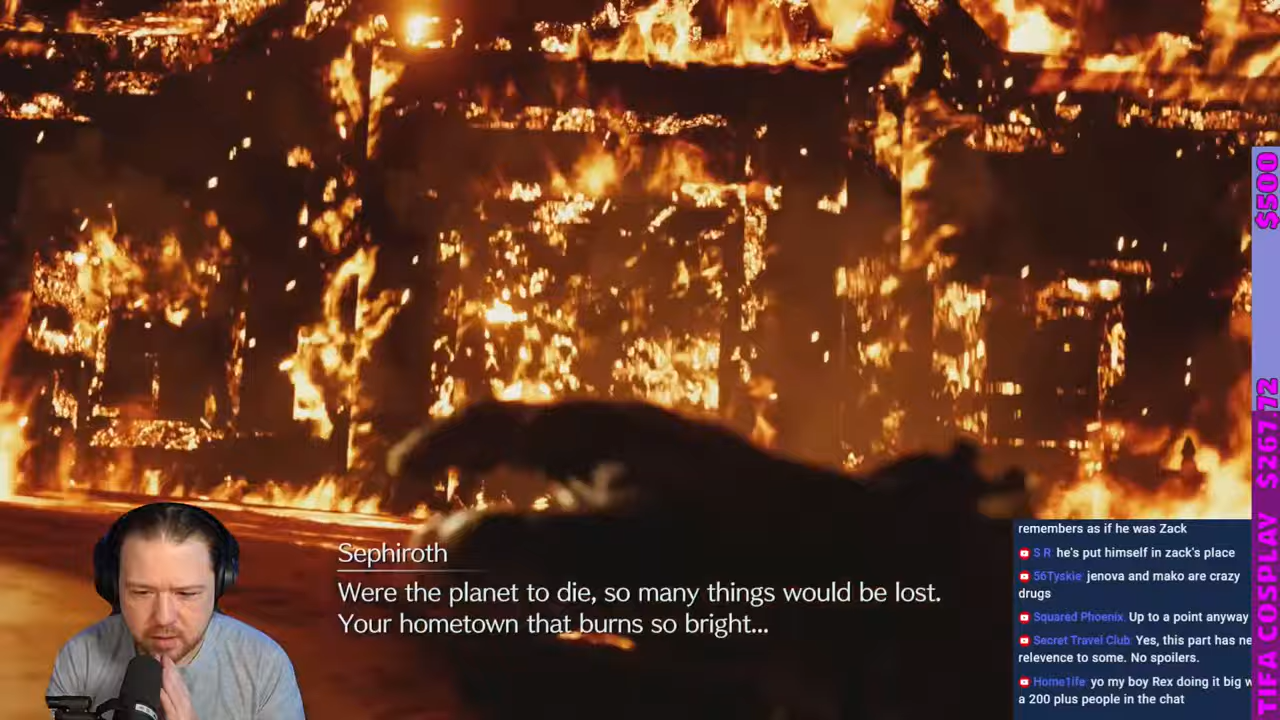 Sephiroth
Were the planet to die, so many things would be lost.
Your hometown that burns so bright...
remembers as if he was Zack
S R: he's put himself in zack's place
56Tyskie: jenova and mako are crazy
drugs
Squared Phoenix: Up to a point anyway
Secret Travel Club: Yes, this part has ne
relevence to some. No spoilers.
Home1ife: yo my boy Rex doing it big w
a 200 plus people in the chat
TIFA COSPLAY $267.72 $500